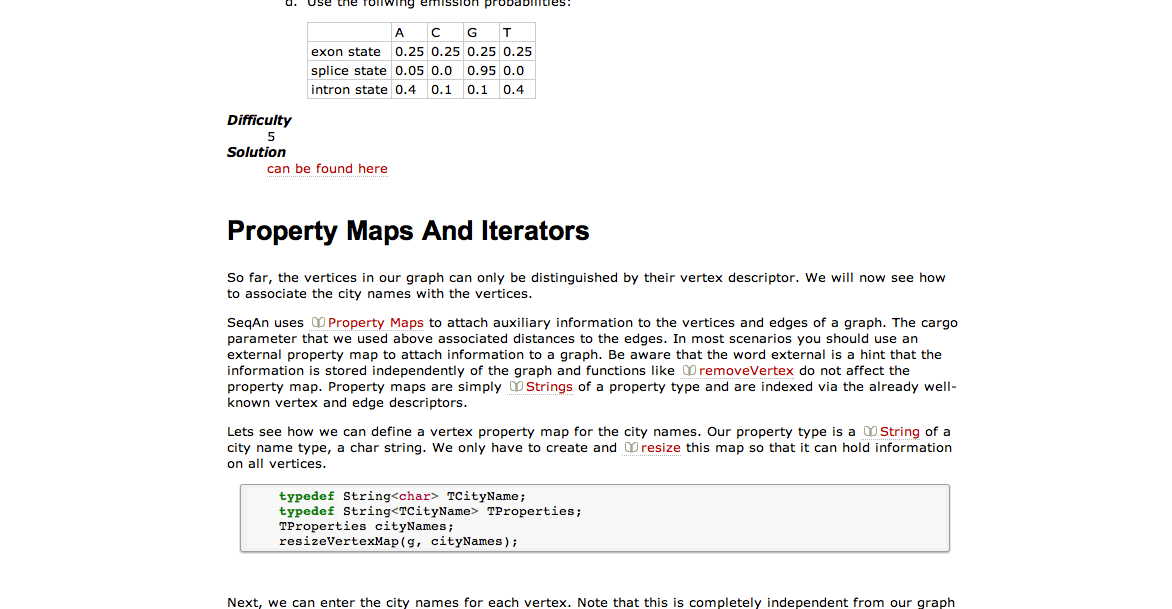 d. Use the follwing emission probabilities:
A C G T
exon state 0.25 0.25 0.25 0.25
splice state 0.05 0.0 0.95 0.0
intron state 0.4 0.1 0.1 0.4
Difficulty
5
Solution
can be found here
Property Maps And Iterators
So far, the vertices in our graph can only be distinguished by their vertex descriptor. We will now see how
to associate the city names with the vertices.
SeqAn uses Property Maps to attach auxiliary information to the vertices and edges of a graph. The cargo
parameter that we used above associated distances to the edges. In most scenarios you should use an
external property map to attach information to a graph. Be aware that the word external is a hint that the
information is stored independently of the graph and functions like removeVertex do not affect the
property map. Property maps are simply Strings of a property type and are indexed via the already well-
known vertex and edge descriptors.
Lets see how we can define a vertex property map for the city names. Our property type is a String of a
city name type, a char string. We only have to create and resize this map so that it can hold information
on all vertices.
typedef String<char> TCityName;
typedef String<TCityName> TProperties;
TProperties cityNames;
resizeVertexMap(g, cityNames);
Next, we can enter the city names for each vertex. Note that this is completely independent from our graph